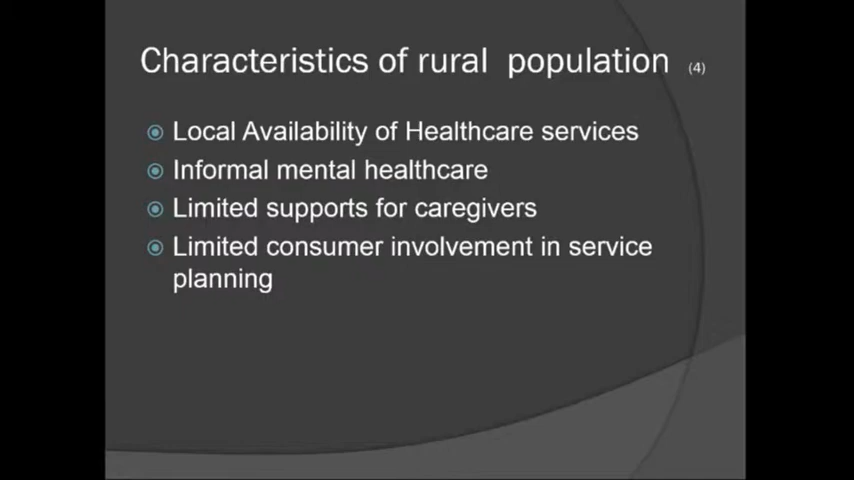 Characteristics of rural population (4)
Local Availability of Healthcare services
Informal mental healthcare
Limited supports for caregivers
Limited consumer involvement in service
planning